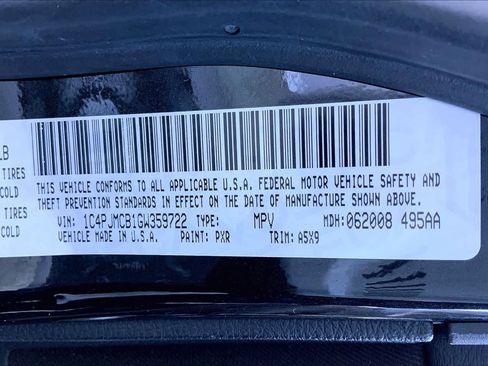 LB
TIRES
COLD
TIRES
COLD
THIS VEHICLE CONFORMS TO ALL APPLICABLE U.S.A. FEDERAL MOTOR VEHICLE SAFETY AND
THEFT PREVENTION STANDARDS IN EFFECT ON THE DATE OF MANUFACTURE SHOWN ABOVE.
VIN: 1C4PJMCB1GW359722 TYPE: MPV MDH: 062008 495AA
VEHICLE MADE IN U.S.A. PAINT: PXR TRIM: A5X9